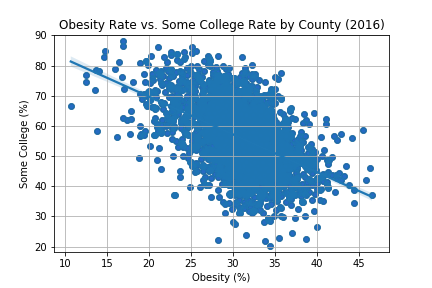 Obesity Rate vs. Some College Rate by County (2016)
90
80
70
60
50
40
30
20
Some College (%)
10 15 20 25 30 35 40 45
Obesity (%)